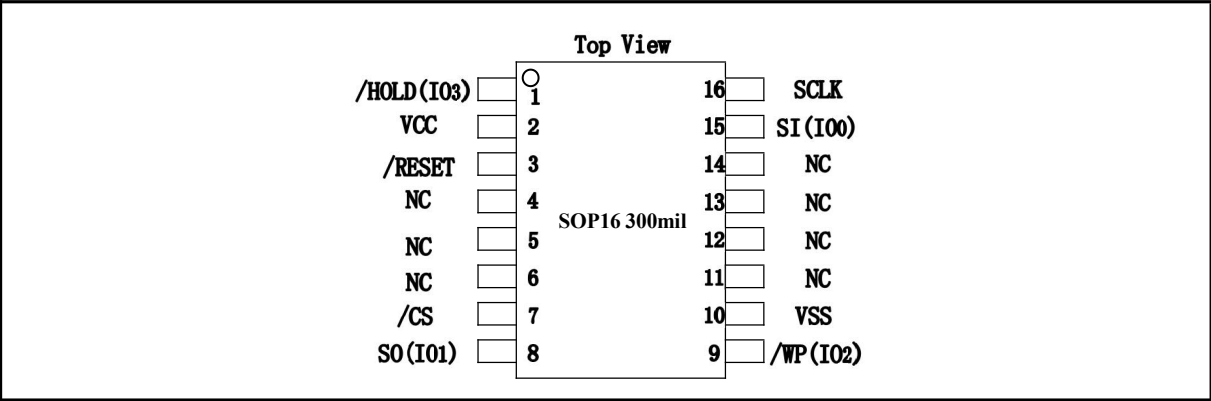 Top View
/HOLD(IO3) 1 16 SCLK
VCC 2 15 SI(IO0)
/RESET 3 14 NC
NC 4 13 NC
SOP16 300mil
NC 5 12 NC
NC 6 11 NC
/CS 7 10 VSS
SO(IO1) 8 9 /WP(IO2)